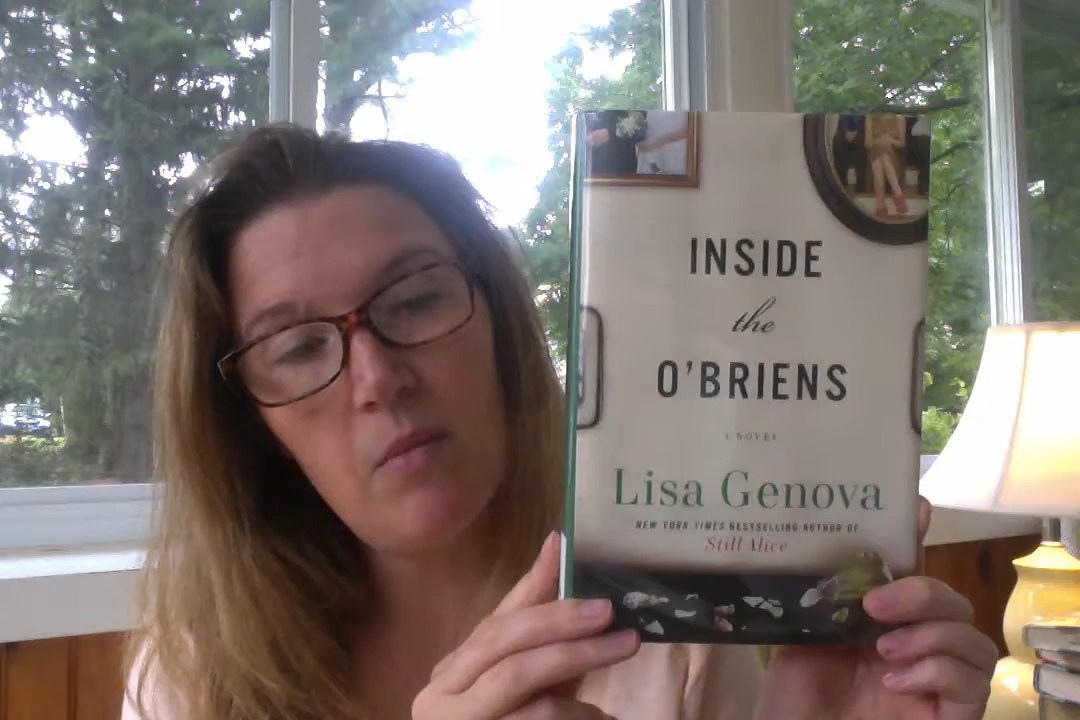 INSIDE
the
O'BRIENS
A NOVEL
Lisa Genova
NEW YORK TIMES BESTSELLING AUTHOR OF
Still Alice